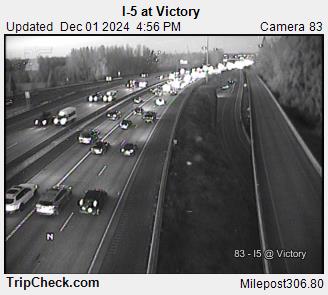 I-5 at Victory
Updated Dec 01 2024 4:56 PM Camera 83
N
83 - I5 @ Victory
TripCheck.com Milepost306.80